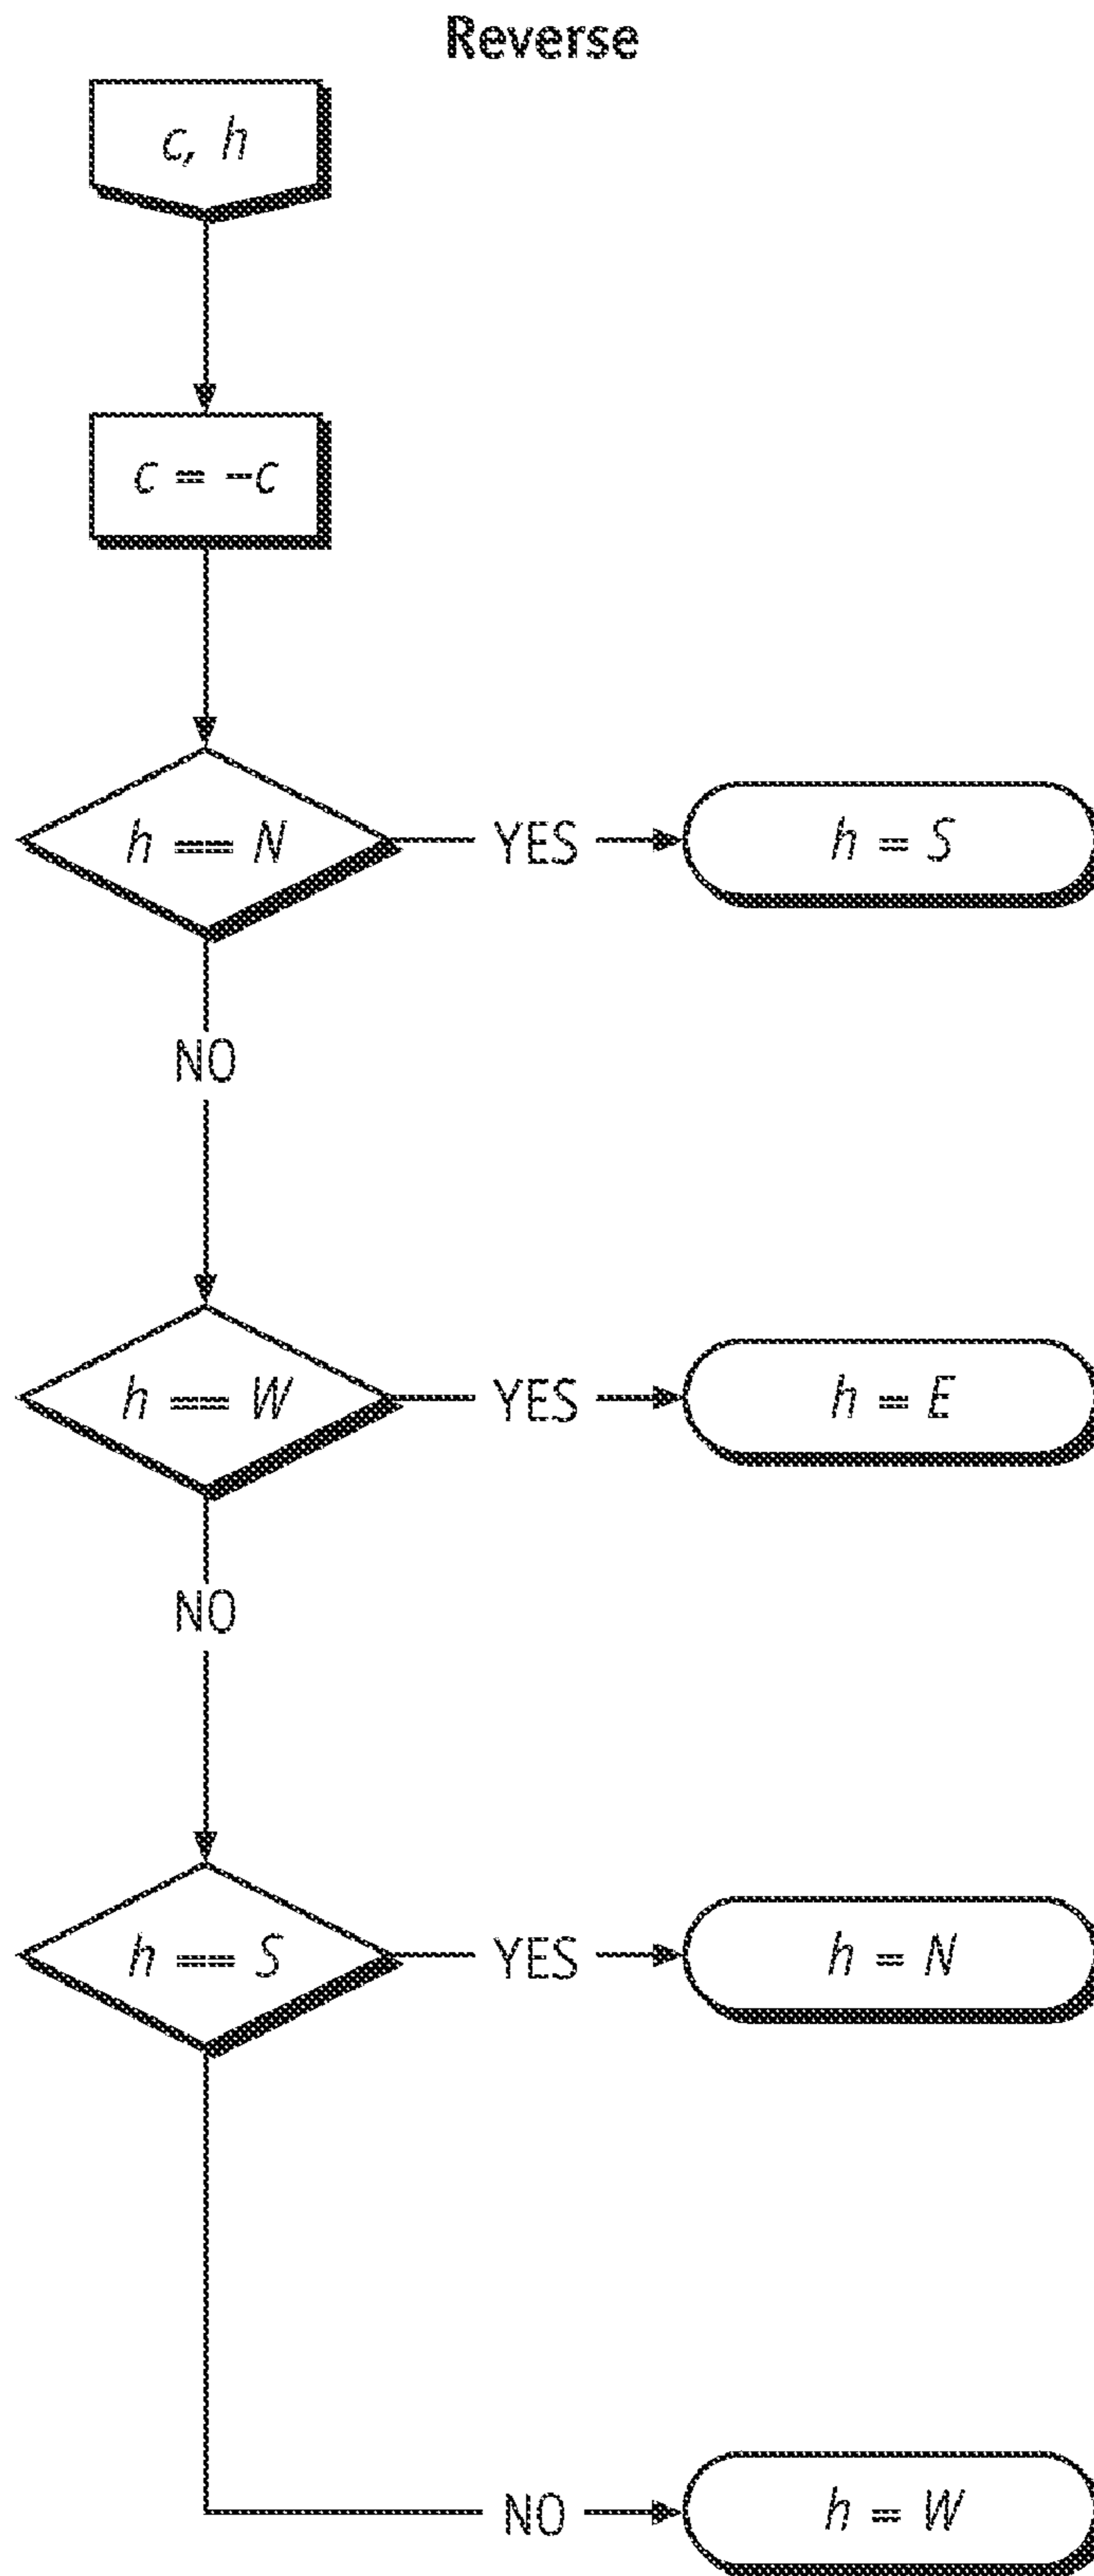 Reverse
c, h
c = –c
h == N
YES
h = S
NO
h == W
YES
h = E
NO
h == S
YES
h = N
NO
h = W